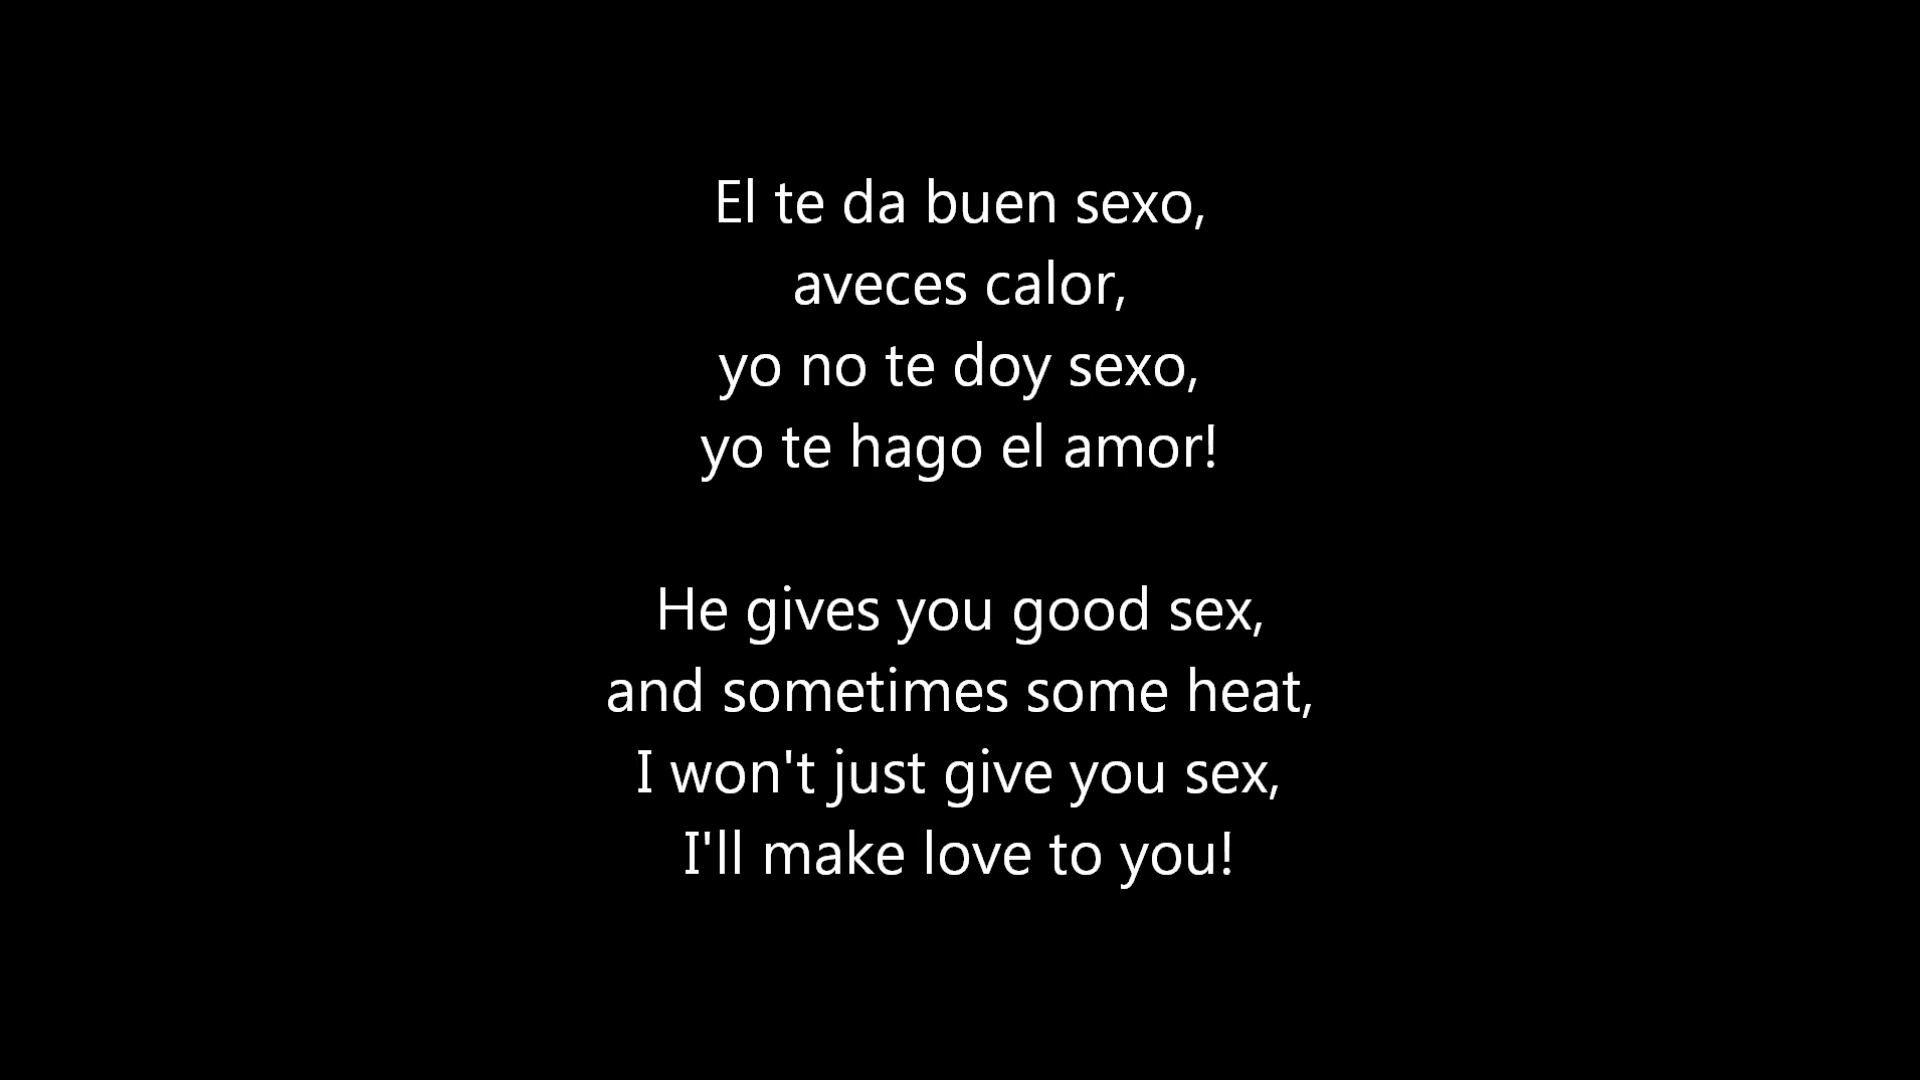 El te da buen sexo,
aveces calor,
yo no te doy sexo,
yo te hago el amor!
He gives you good sex,
and sometimes some heat,
I won't just give you sex,
I'll make love to you!